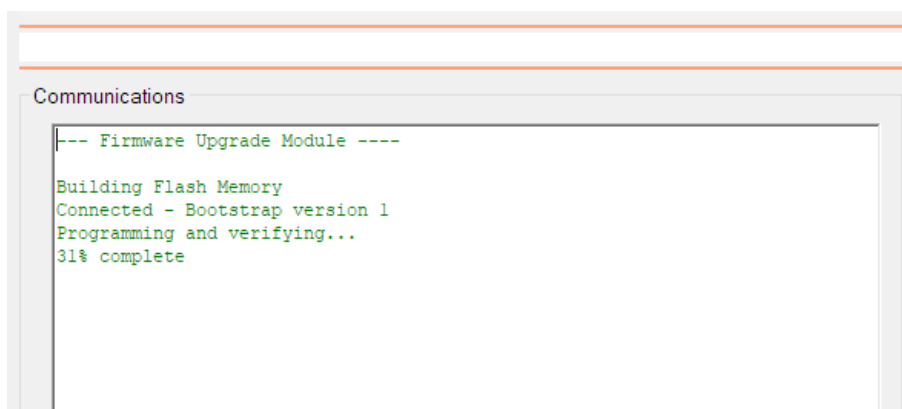 Communications
--- Firmware Upgrade Module ----
Building Flash Memory
Connected - Bootstrap version 1
Programming and verifying...
31% complete